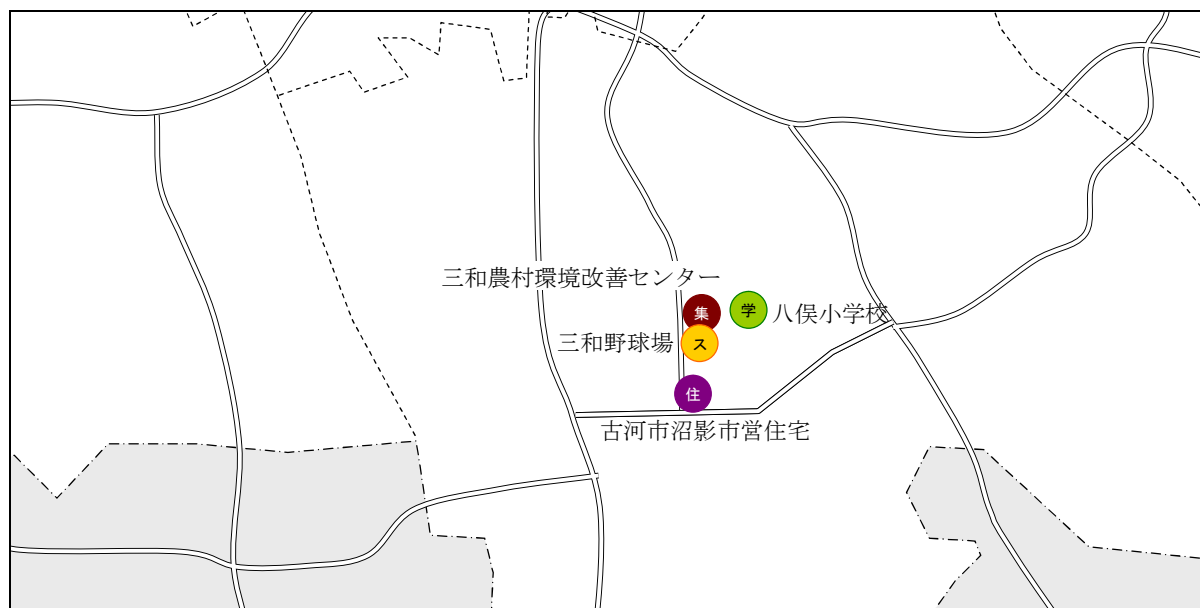 三和農村環境改善センター
集
学
八俣小学校
三和野球場
ス
住
古河市沼影市営住宅